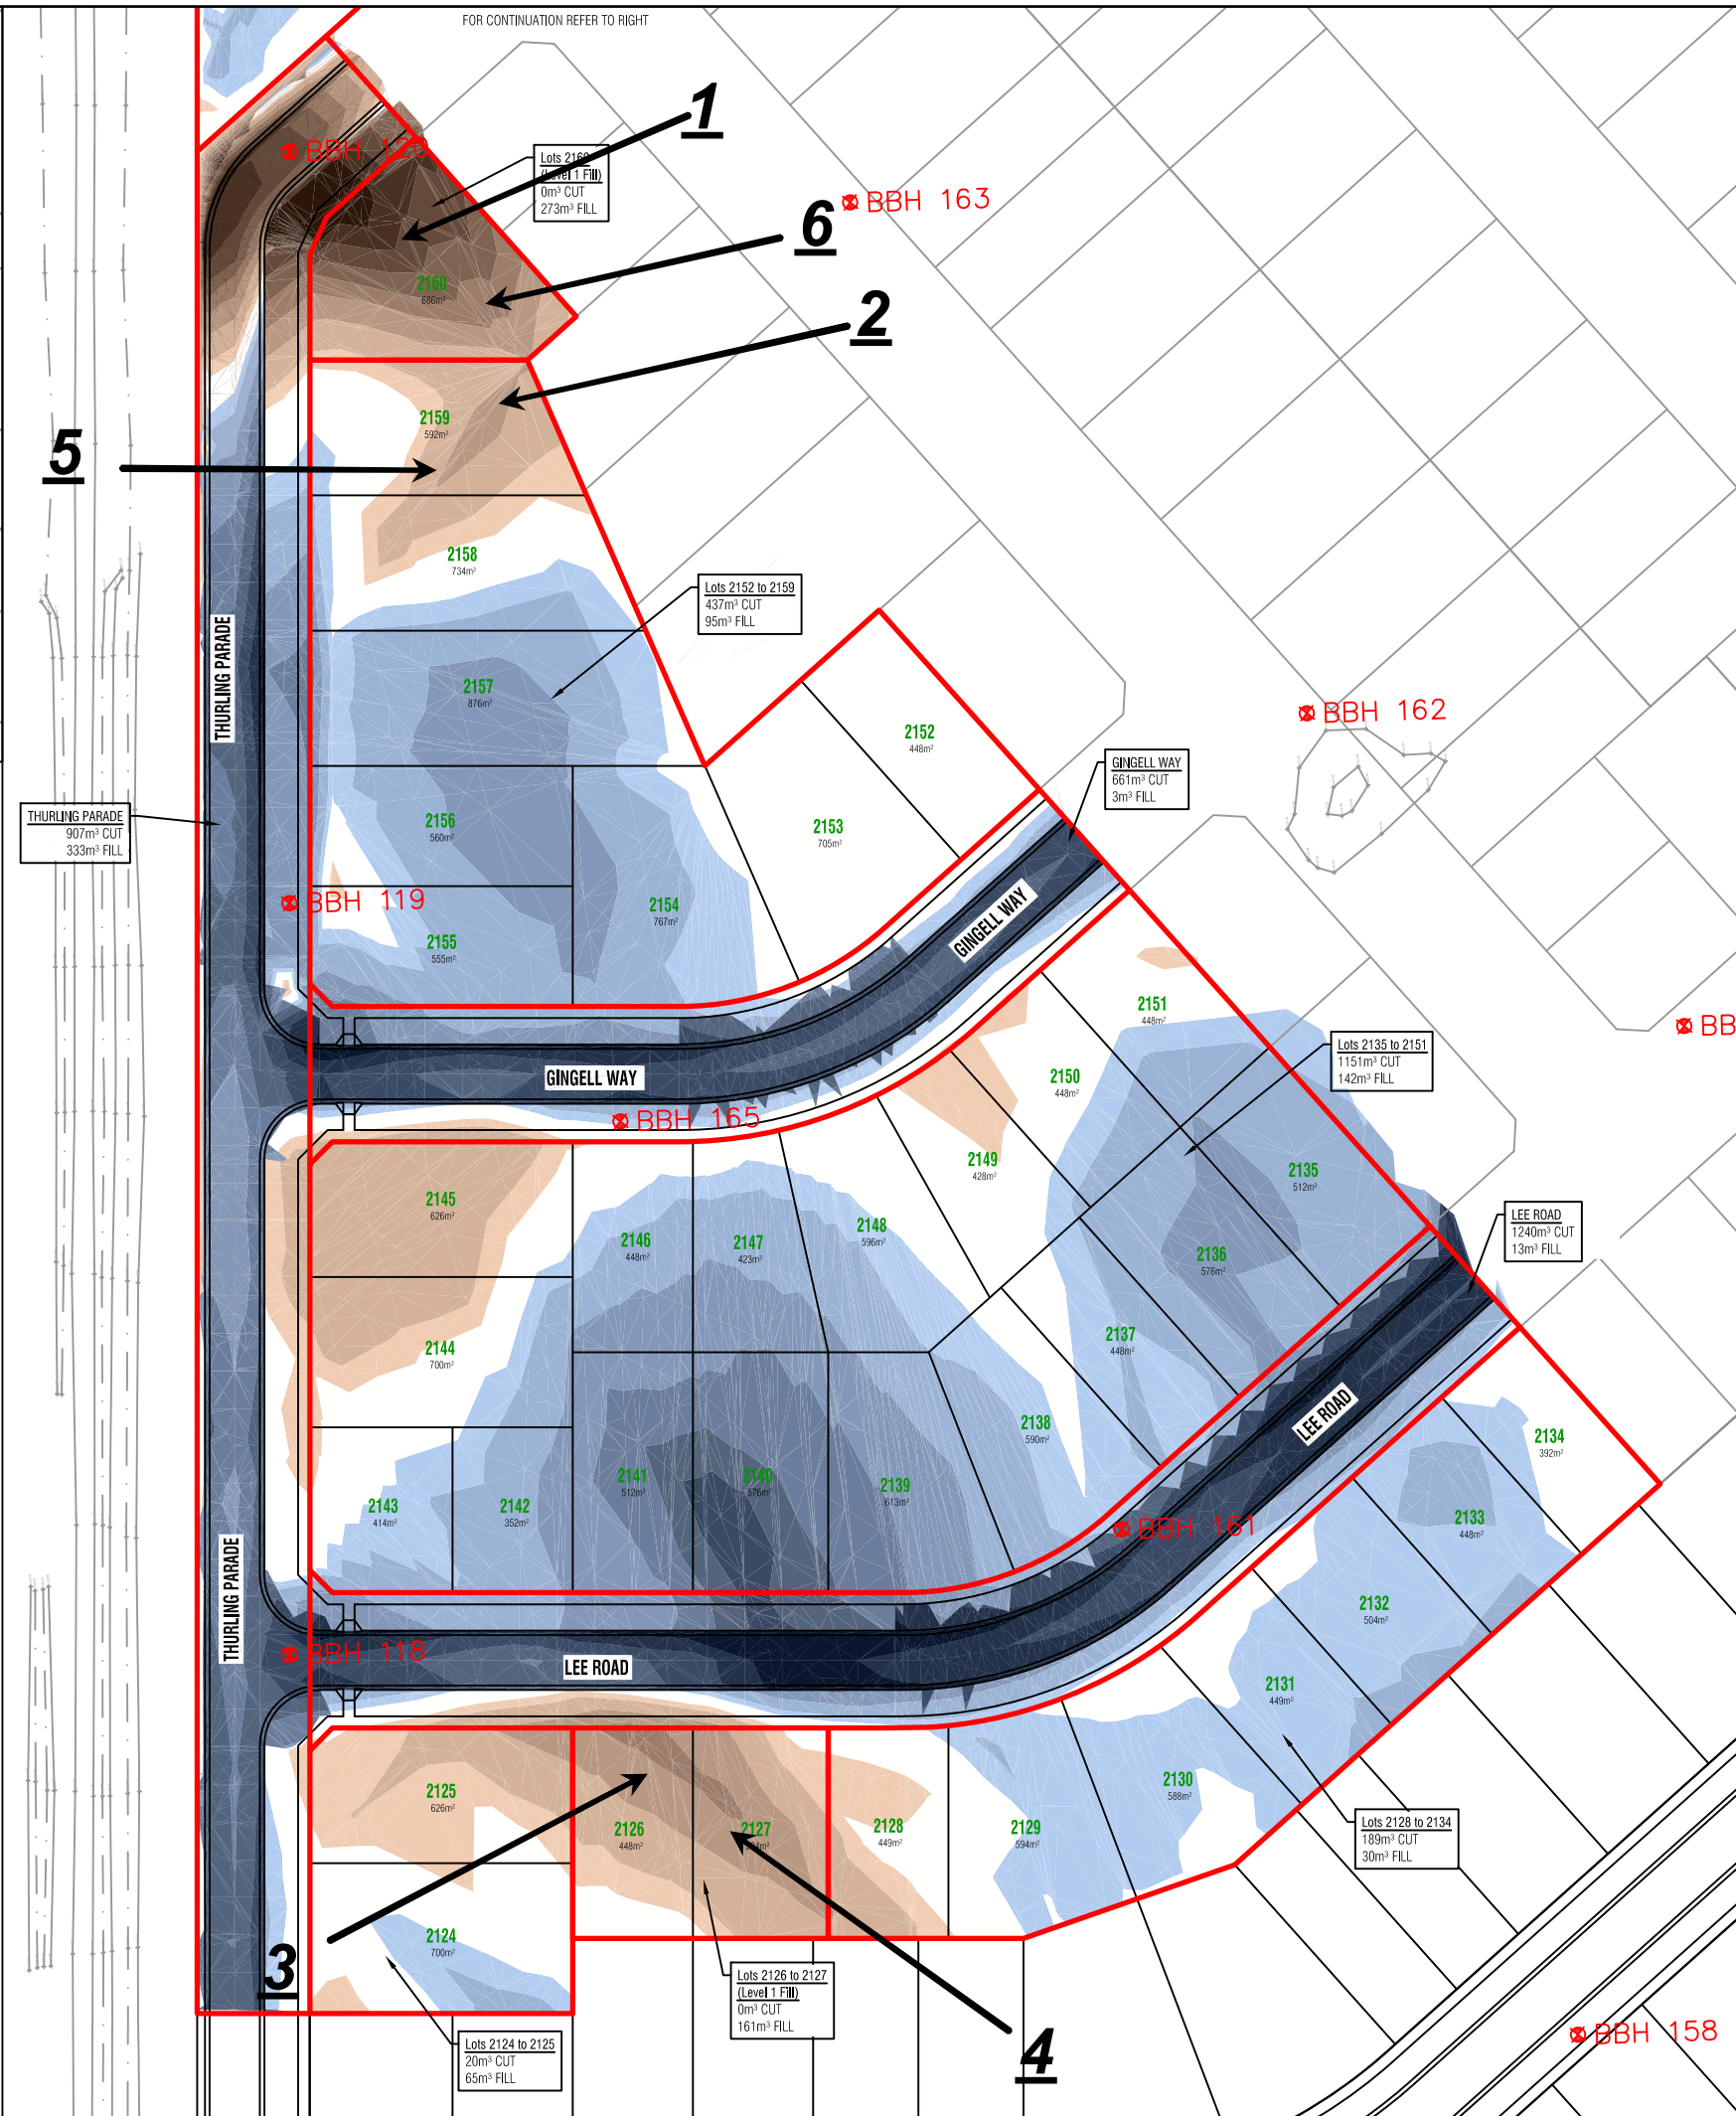 FOR CONTINUATION REFER TO RIGHT
1
BBH 120
Lots 2160
(Level 1 Fill)
0m³ CUT
273m³ FILL
BBH 163
6
2160
686m²
2
2159
592m²
5
2158
734m²
Lots 2152 to 2159
437m³ CUT
95m³ FILL
THURLING PARADE
2157
876m²
2152
448m²
BBH 162
GINGELL WAY
661m³ CUT
3m³ FILL
THURLING PARADE
907m³ CUT
333m³ FILL
2156
560m²
2153
705m²
BBH 119
2154
767m²
GINGELL WAY
2155
555m²
2151
448m²
BB
Lots 2135 to 2151
1151m³ CUT
142m³ FILL
GINGELL WAY
2150
448m²
BBH 165
2149
428m²
2135
512m²
2145
626m²
2146
448m²
2147
423m²
2148
596m²
LEE ROAD
1240m³ CUT
13m³ FILL
2136
576m²
2144
700m²
2137
448m²
LEE ROAD
2138
590m²
2134
392m²
2143
414m²
2142
352m²
2141
512m²
2140
576m²
2139
613m²
BBH 161
2133
448m²
THURLING PARADE
2132
504m²
BBH 118
LEE ROAD
2131
449m²
2125
626m²
2130
588m²
2126
448m²
2127
2128
449m²
2129
594m²
Lots 2128 to 2134
189m³ CUT
30m³ FILL
2124
700m²
3
Lots 2126 to 2127
(Level 1 Fill)
0m³ CUT
161m³ FILL
Lots 2124 to 2125
20m³ CUT
65m³ FILL
4
BBH 158